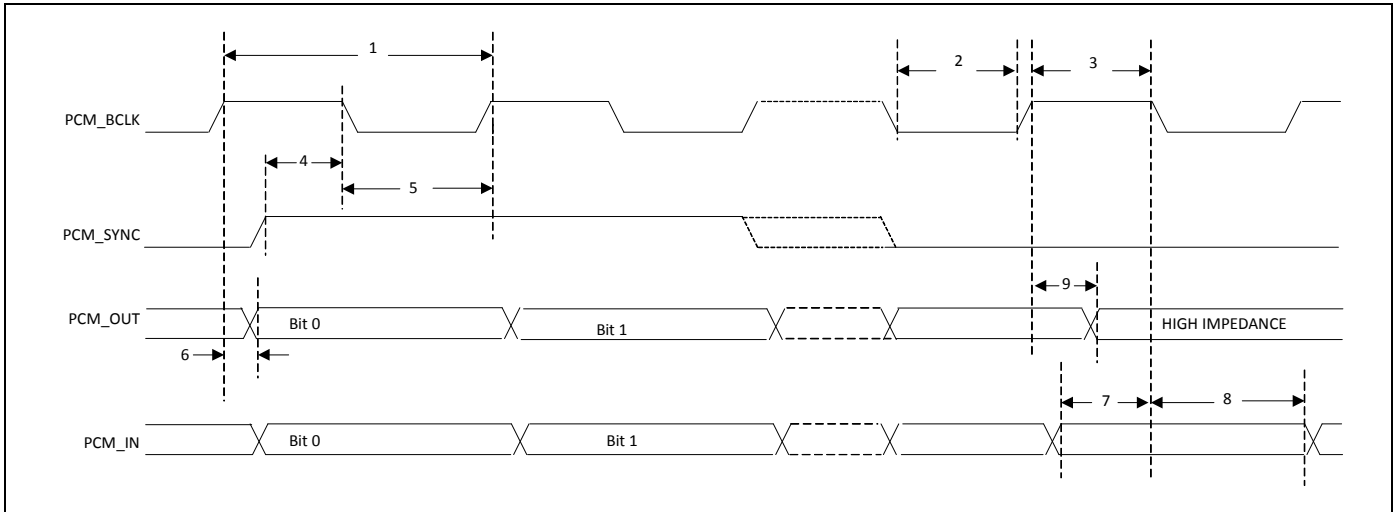 1
2
3
PCM_BCLK
4
5
PCM_SYNC
9
PCM_OUT
Bit 0
Bit 1
HIGH IMPEDANCE
6
7
8
PCM_IN
Bit 0
Bit 1